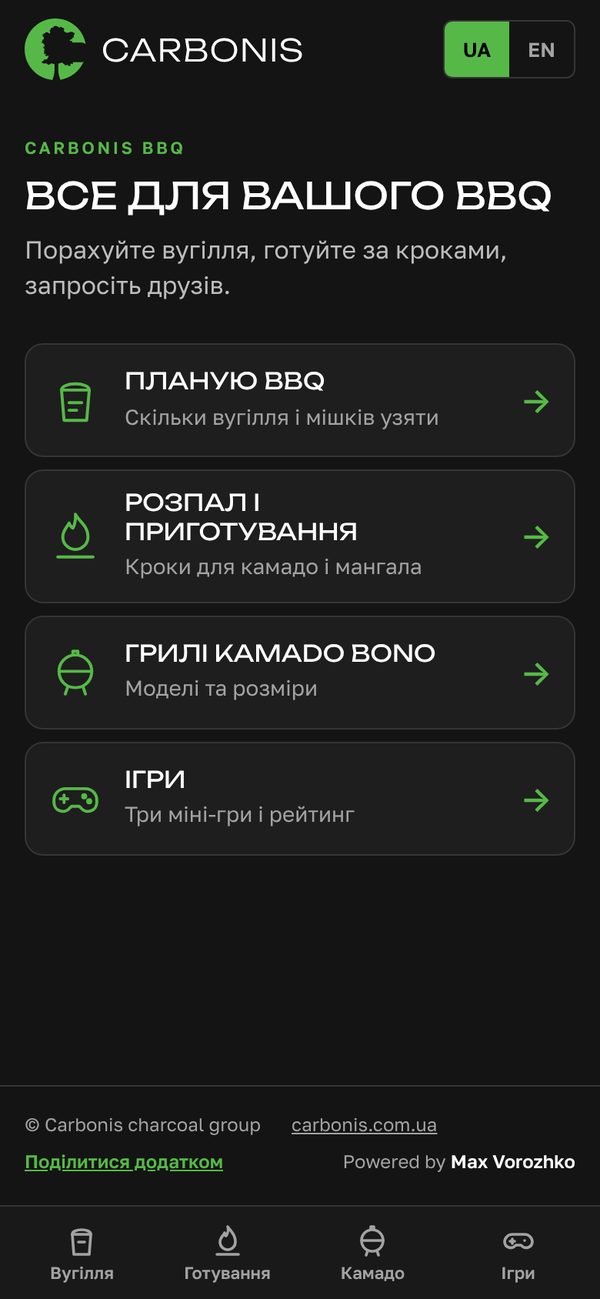 CARBONIS
UA EN
CARBONIS BBQ
ВСЕ ДЛЯ ВАШОГО BBQ
Порахуйте вугілля, готуйте за кроками,
запросіть друзів.
ПЛАНУЮ BBQ
Скільки вугілля і мішків узяти
РОЗПАЛ І
ПРИГОТУВАННЯ
Кроки для камадо і мангала
ГРИЛІ KAMADO BONO
Моделі та розміри
ІГРИ
Три міні-гри і рейтинг
© Carbonis charcoal group carbonis.com.ua
Поділитися додатком Powered by Max Vorozhko
Вугілля Готування Камадо Ігри